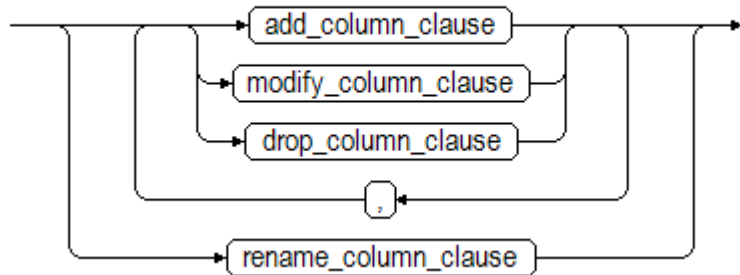 add_column_clause
modify_column_clause
drop_column_clause
,
rename_column_clause